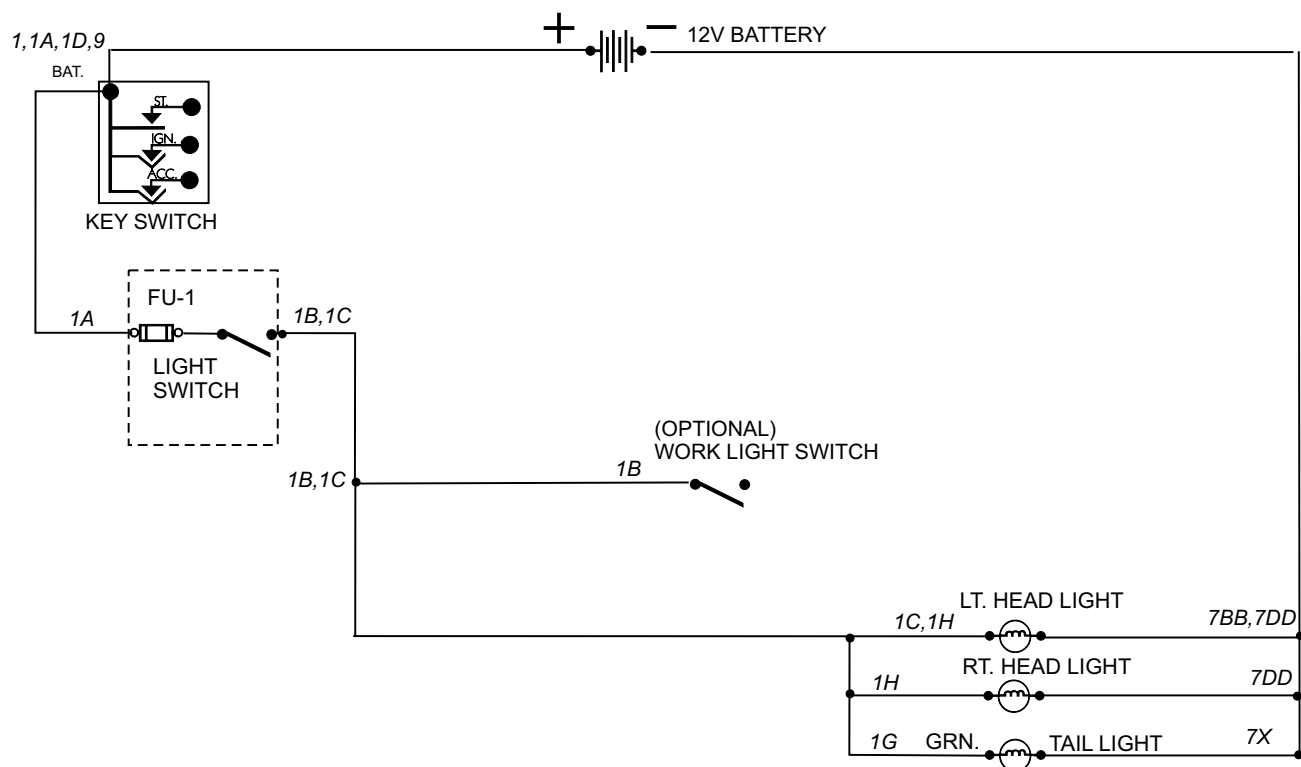 +
− 12V BATTERY
1,1A,1D,9
BAT.
ST.
IGN.
ACC.
KEY SWITCH
FU-1
1A
1B,1C
LIGHT
SWITCH
(OPTIONAL)
WORK LIGHT SWITCH
1B,1C
1B
LT. HEAD LIGHT
1C,1H
7BB,7DD
RT. HEAD LIGHT
1H
7DD
1G
GRN.
TAIL LIGHT
7X